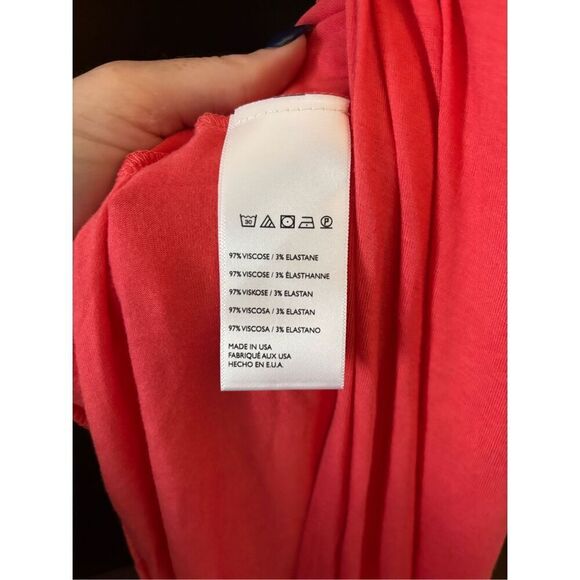 30 P
97% VISCOSE / 3% ELASTANE
97% VISCOSE / 3% ÉLASTHANNE
97% VISKOSE / 3% ELASTAN
97% VISCOSA / 3% ELASTAN
97% VISCOSA / 3% ELASTANO
MADE IN USA
FABRIQUÉ AUX USA
HECHO EN E.U.A.